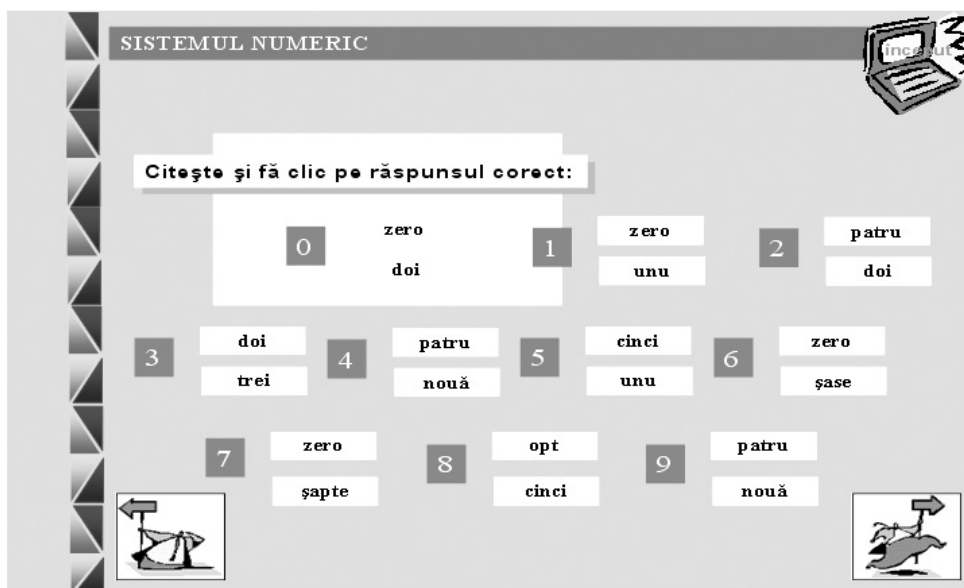 SISTEMUL NUMERIC
început
Citeşte şi fă clic pe răspunsul corect:
0
zero
doi
1
zero
unu
2
patru
doi
3
doi
trei
4
patru
nouă
5
cinci
unu
6
zero
şase
7
zero
şapte
8
opt
cinci
9
patru
nouă